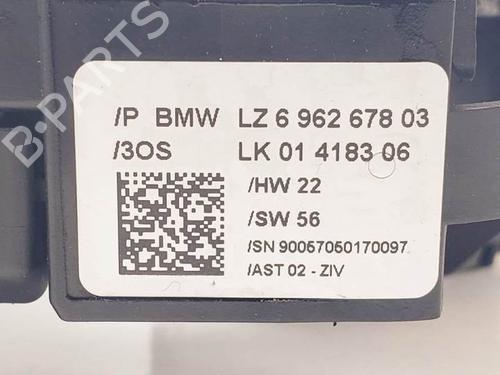 B-PARTS
/P BMW LZ 6 962 678 03
/3OS LK 01 4183 06
/HW 22
/SW 56
/SN 90057050170097
/AST 02 - ZIV